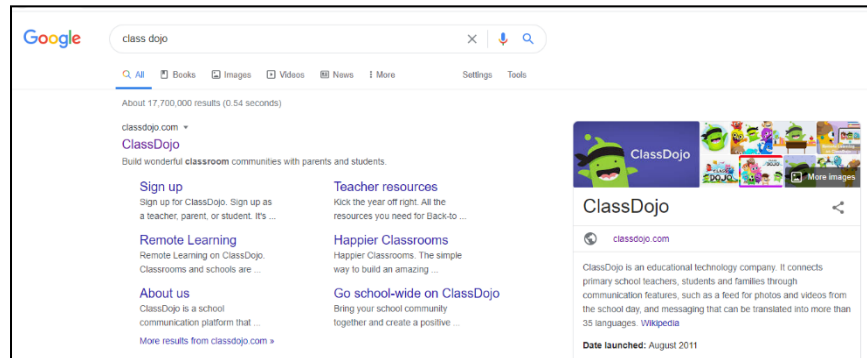 Google
class dojo
All Books Images Videos News More Settings Tools
About 17,700,000 results (0.54 seconds)
classdojo.com
ClassDojo
Build wonderful classroom communities with parents and students.
Sign up
Sign up for ClassDojo. Sign up as
a teacher, parent, or student. It's ...
Teacher resources
Kick the year off right. All the
resources you need for Back-to ...
Remote Learning
Remote Learning on ClassDojo.
Classrooms and schools are ...
Happier Classrooms
Happier Classrooms. The simple
way to build an amazing ...
About us
ClassDojo is a school
communication platform that ...
Go school-wide on ClassDojo
Bring your school community
together and create a positive ...
More results from classdojo.com »
ClassDojo
More images
ClassDojo
classdojo.com
ClassDojo is an educational technology company. It connects
primary school teachers, students and families through
communication features, such as a feed for photos and videos from
the school day, and messaging that can be translated into more than
35 languages. Wikipedia
Date launched: August 2011